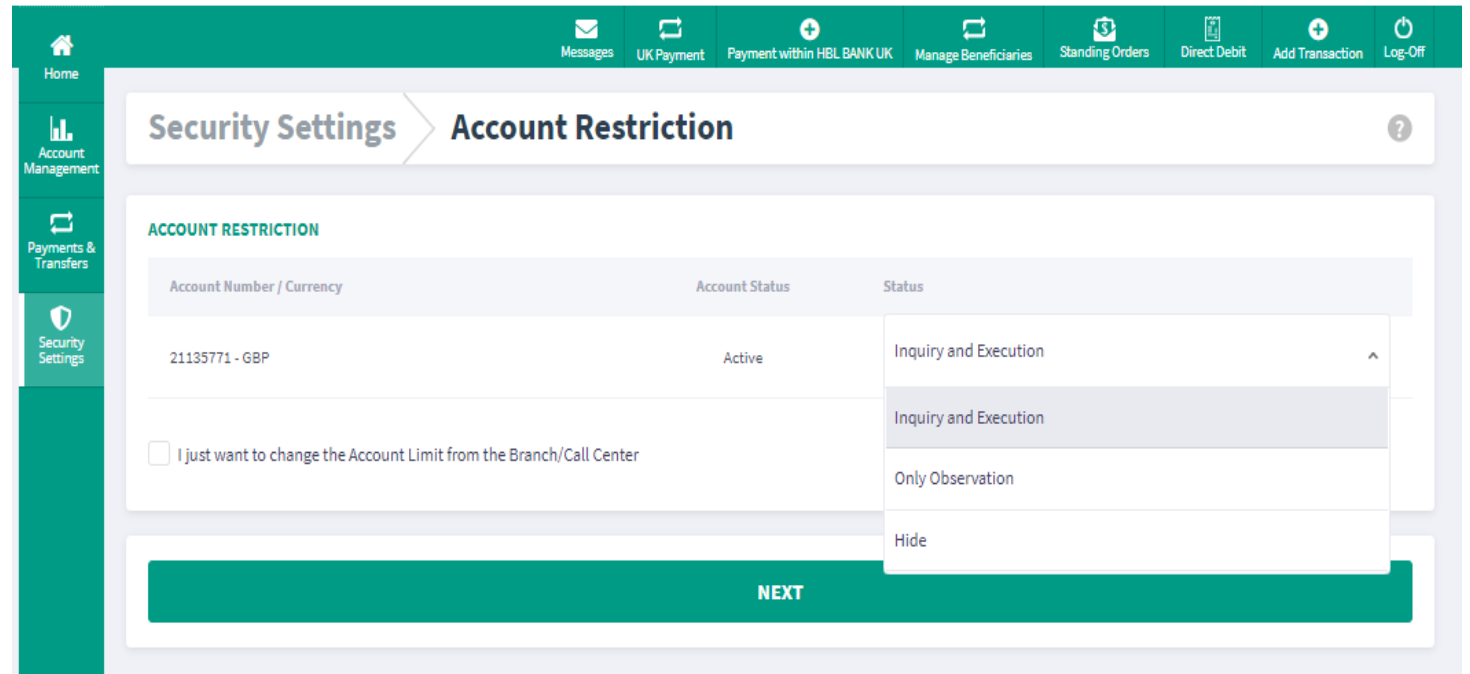 Home
Messages
UK Payment
Payment within HBL BANK UK
Manage Beneficiaries
Standing Orders
Direct Debit
Add Transaction
Log-Off
Account
Management
Payments &
Transfers
Security
Settings
Security Settings
Account Restriction
?
ACCOUNT RESTRICTION
Account Number / Currency
Account Status
Status
21135771 - GBP
Active
Inquiry and Execution
Inquiry and Execution
Only Observation
Hide
I just want to change the Account Limit from the Branch/Call Center
NEXT